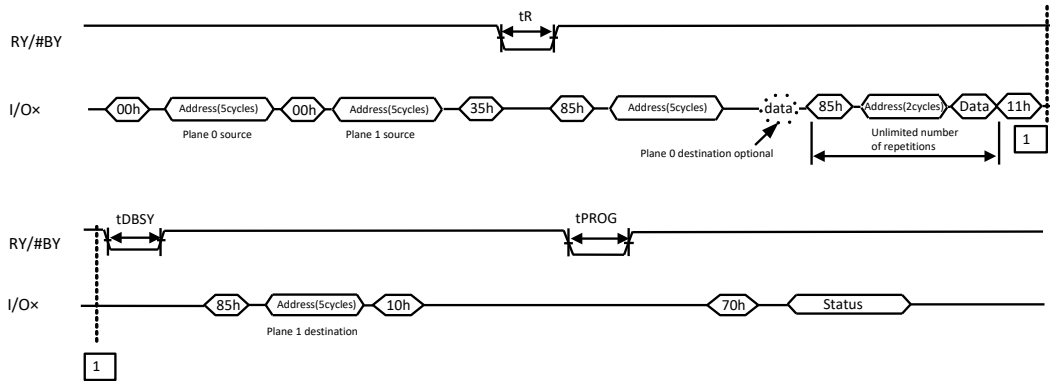 tR
RY/#BY
I/O×
00h Address(5cycles) 00h Address(5cycles) 35h 85h Address(5cycles) data 85h Address(2cycles) Data 11h
Plane 0 source
Plane 1 source
Plane 0 destination optional
Unlimited number
of repetitions
1
tDBSY
tPROG
RY/#BY
I/O×
85h Address(5cycles) 10h 70h Status
Plane 1 destination
1